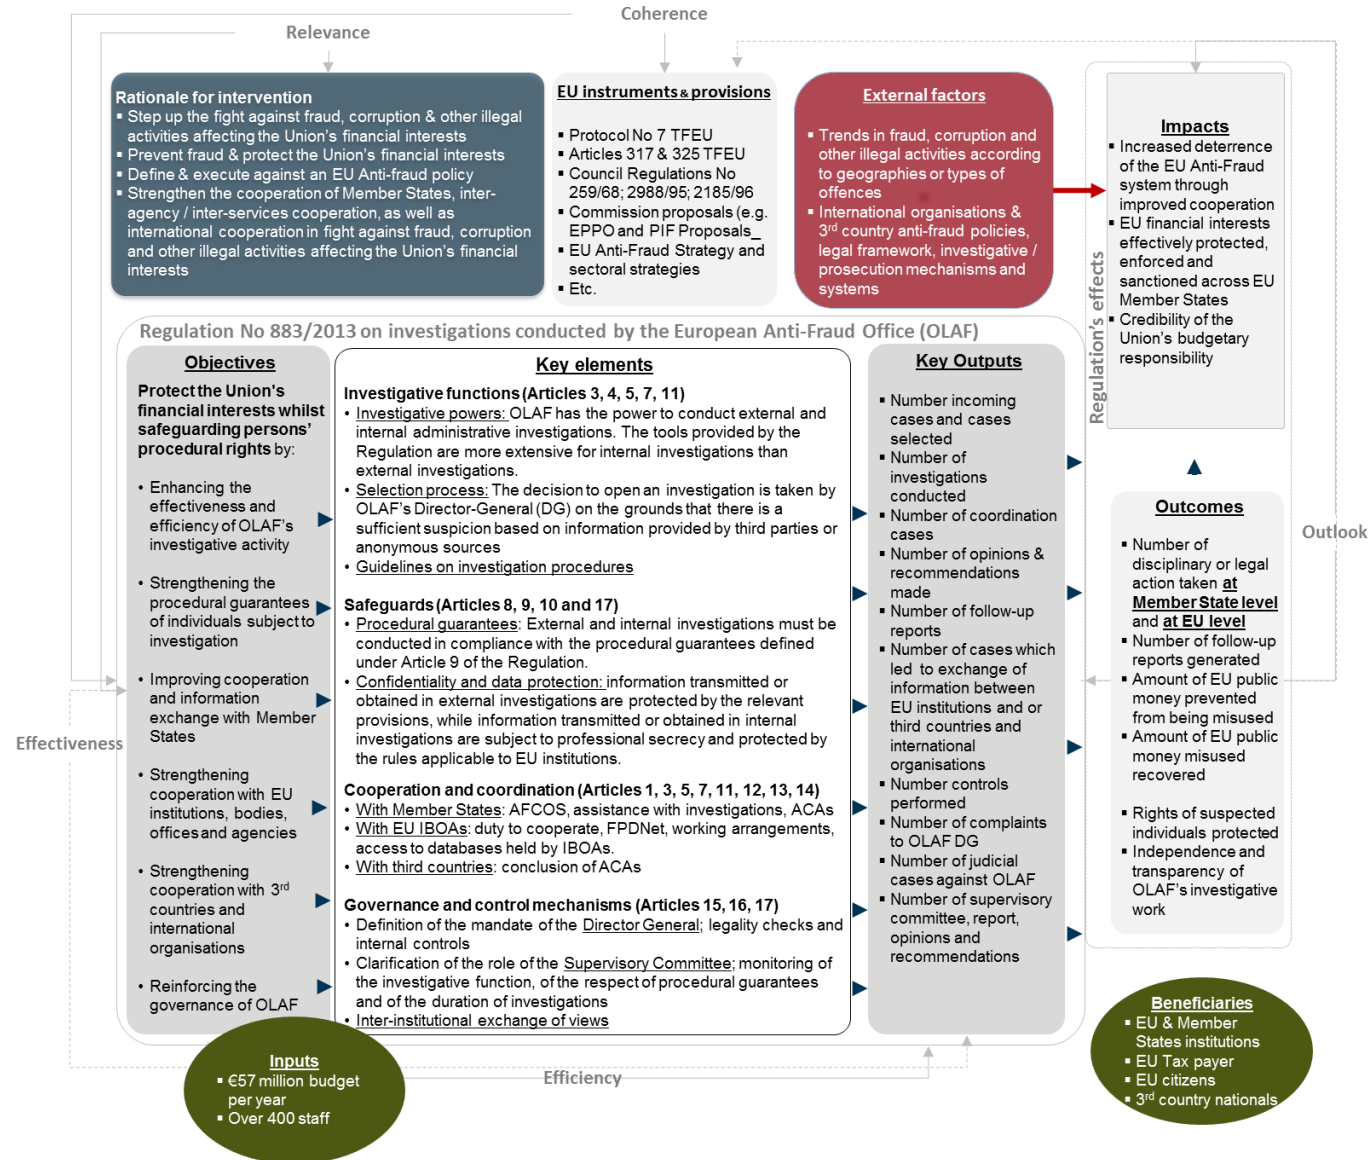 Coherence
Relevance
Rationale for intervention
▪ Step up the fight against fraud, corruption & other illegal
activities affecting the Union's financial interests
▪ Prevent fraud & protect the Union's financial interests
▪ Define & execute against an EU Anti-fraud policy
▪ Strengthen the cooperation of Member States, inter-
agency / inter-services cooperation, as well as
international cooperation in fight against fraud, corruption
and other illegal activities affecting the Union's financial
interests
EU instruments & provisions
▪ Protocol No 7 TFEU
▪ Articles 317 & 325 TFEU
▪ Council Regulations No
259/68; 2988/95; 2185/96
▪ Commission proposals (e.g.
EPPO and PIF Proposals_
▪ EU Anti-Fraud Strategy and
sectoral strategies
▪ Etc.
External factors
▪ Trends in fraud, corruption and
other illegal activities according
to geographies or types of
offences
▪ International organisations &
3rd country anti-fraud policies,
legal framework, investigative /
prosecution mechanisms and
systems
Regulation's effects
Impacts
▪ Increased deterrence
of the EU Anti-Fraud
system through
improved cooperation
▪ EU financial interests
effectively protected,
enforced and
sanctioned across EU
Member States
▪ Credibility of the
Union's budgetary
responsibility
Regulation No 883/2013 on investigations conducted by the European Anti-Fraud Office (OLAF)
Objectives
Protect the Union's
financial interests whilst
safeguarding persons'
procedural rights by:
• Enhancing the
effectiveness and
efficiency of OLAF's
investigative activity
• Strengthening the
procedural guarantees
of individuals subject to
investigation
• Improving cooperation
and information
exchange with Member
States
• Strengthening
cooperation with EU
institutions, bodies,
offices and agencies
• Strengthening
cooperation with 3rd
countries and
international
organisations
• Reinforcing the
governance of OLAF
Key elements
Investigative functions (Articles 3, 4, 5, 7, 11)
• Investigative powers: OLAF has the power to conduct external and
internal administrative investigations. The tools provided by the
Regulation are more extensive for internal investigations than
external investigations.
• Selection process: The decision to open an investigation is taken by
OLAF's Director-General (DG) on the grounds that there is a
sufficient suspicion based on information provided by third parties or
anonymous sources
• Guidelines on investigation procedures
Safeguards (Articles 8, 9, 10 and 17)
• Procedural guarantees: External and internal investigations must be
conducted in compliance with the procedural guarantees defined
under Article 9 of the Regulation.
• Confidentiality and data protection: information transmitted or
obtained in external investigations are protected by the relevant
provisions, while information transmitted or obtained in internal
investigations are subject to professional secrecy and protected by
the rules applicable to EU institutions.
Cooperation and coordination (Articles 1, 3, 5, 7, 11, 12, 13, 14)
• With Member States: AFCOS, assistance with investigations, ACAs
• With EU IBOAs: duty to cooperate, FPDNet, working arrangements,
access to databases held by IBOAs.
• With third countries: conclusion of ACAs
Governance and control mechanisms (Articles 15, 16, 17)
• Definition of the mandate of the Director General; legality checks and
internal controls
• Clarification of the role of the Supervisory Committee; monitoring of
the investigative function, of the respect of procedural guarantees
and of the duration of investigations
• Inter-institutional exchange of views
Key Outputs
▪ Number incoming
cases and cases
selected
▪ Number of
investigations
conducted
▪ Number of coordination
cases
▪ Number of opinions &
recommendations
made
▪ Number of follow-up
reports
▪ Number of cases which
led to exchange of
information between
EU institutions and or
third countries and
international
organisations
▪ Number controls
performed
▪ Number of complaints
to OLAF DG
▪ Number of judicial
cases against OLAF
▪ Number of supervisory
committee, report,
opinions and
recommendations
Outcomes
▪ Number of
disciplinary or legal
action taken at
Member State level
and at EU level
▪ Number of follow-up
reports generated
▪ Amount of EU public
money prevented
from being misused
▪ Amount of EU public
money misused
recovered
▪ Rights of suspected
individuals protected
▪ Independence and
transparency of
OLAF's investigative
work
Outlook
Effectiveness
Inputs
▪ €57 million budget
per year
▪ Over 400 staff
Efficiency
Beneficiaries
▪ EU & Member
States institutions
▪ EU Tax payer
▪ EU citizens
▪ 3rd country nationals